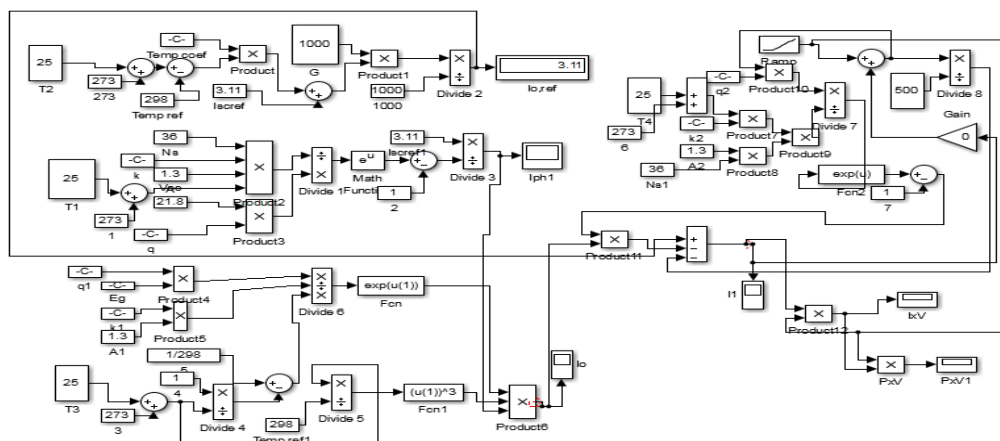 -C-
Temp coef
25
T2
273
273
298
Temp ref
Product
1000
G
3.11
Iscref
Product1
1000
1000
Divide 2
3.11
Io,ref
36
Ns
-C-
k
1.3
A
Voc
21.8
-C-
q
25
T1
273
1
Product2
Product3
Divide 1
e^u
Math
Function
3.11
Iscref1
1
2
Divide 3
Iph1
-C-
q1
-C-
Eg
Product4
-C-
k1
1.3
A1
Product5
Divide 6
exp(u(1))
Fcn
1/298
5
1
4
25
T3
273
3
Divide 4
298
Temp ref1
Divide 5
(u(1))^3
Fcn1
Product6
Io
Ramp
-C-
q2
Product10
25
T4
273
6
-C-
k2
Product7
1.3
A2
36
Ns1
Product8
Product9
Divide 7
500
Divide 8
Gain
0
exp(u)
Fcn2
1
7
Product11
I1
Product12
IxV
PxV
PxV1